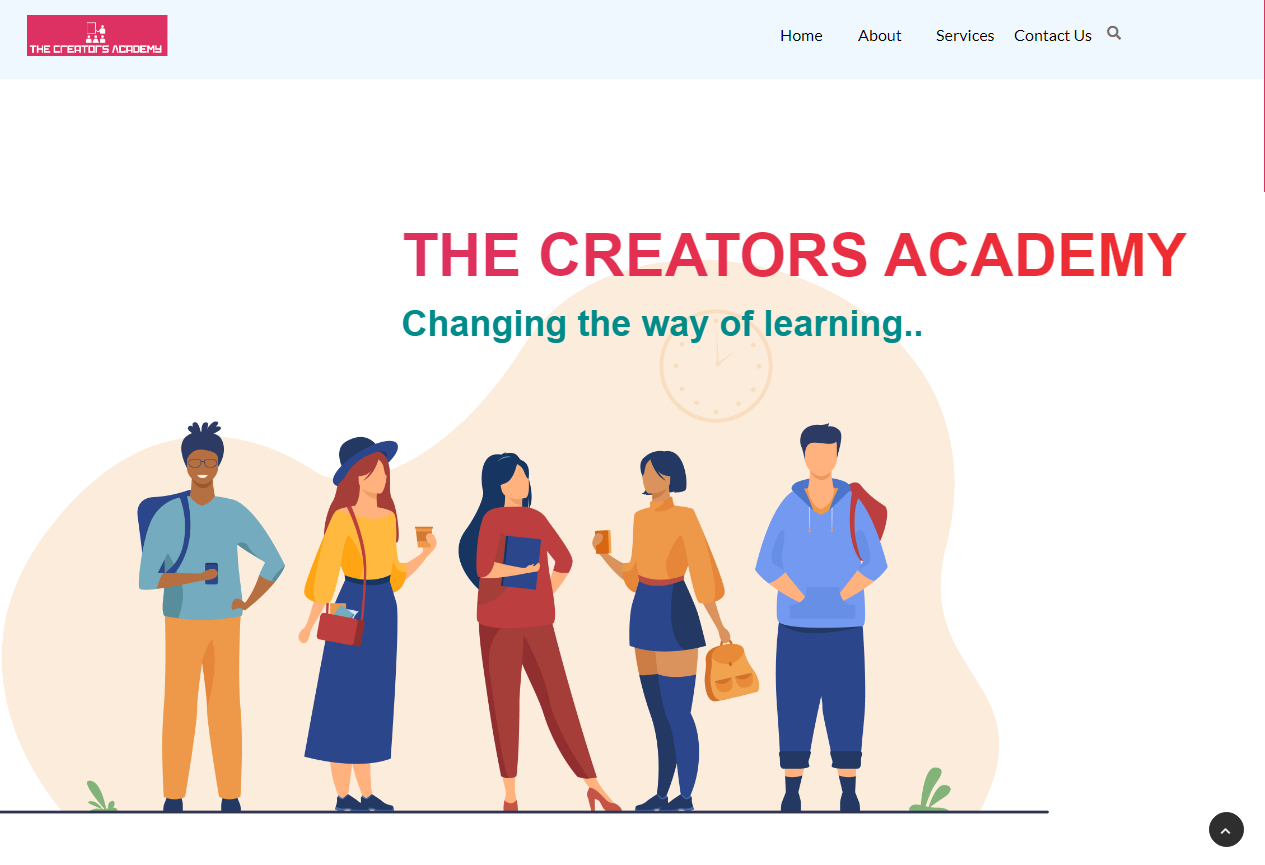 THE CREATORS ACADEMY
Home About Services Contact Us
THE CREATORS ACADEMY
Changing the way of learning..